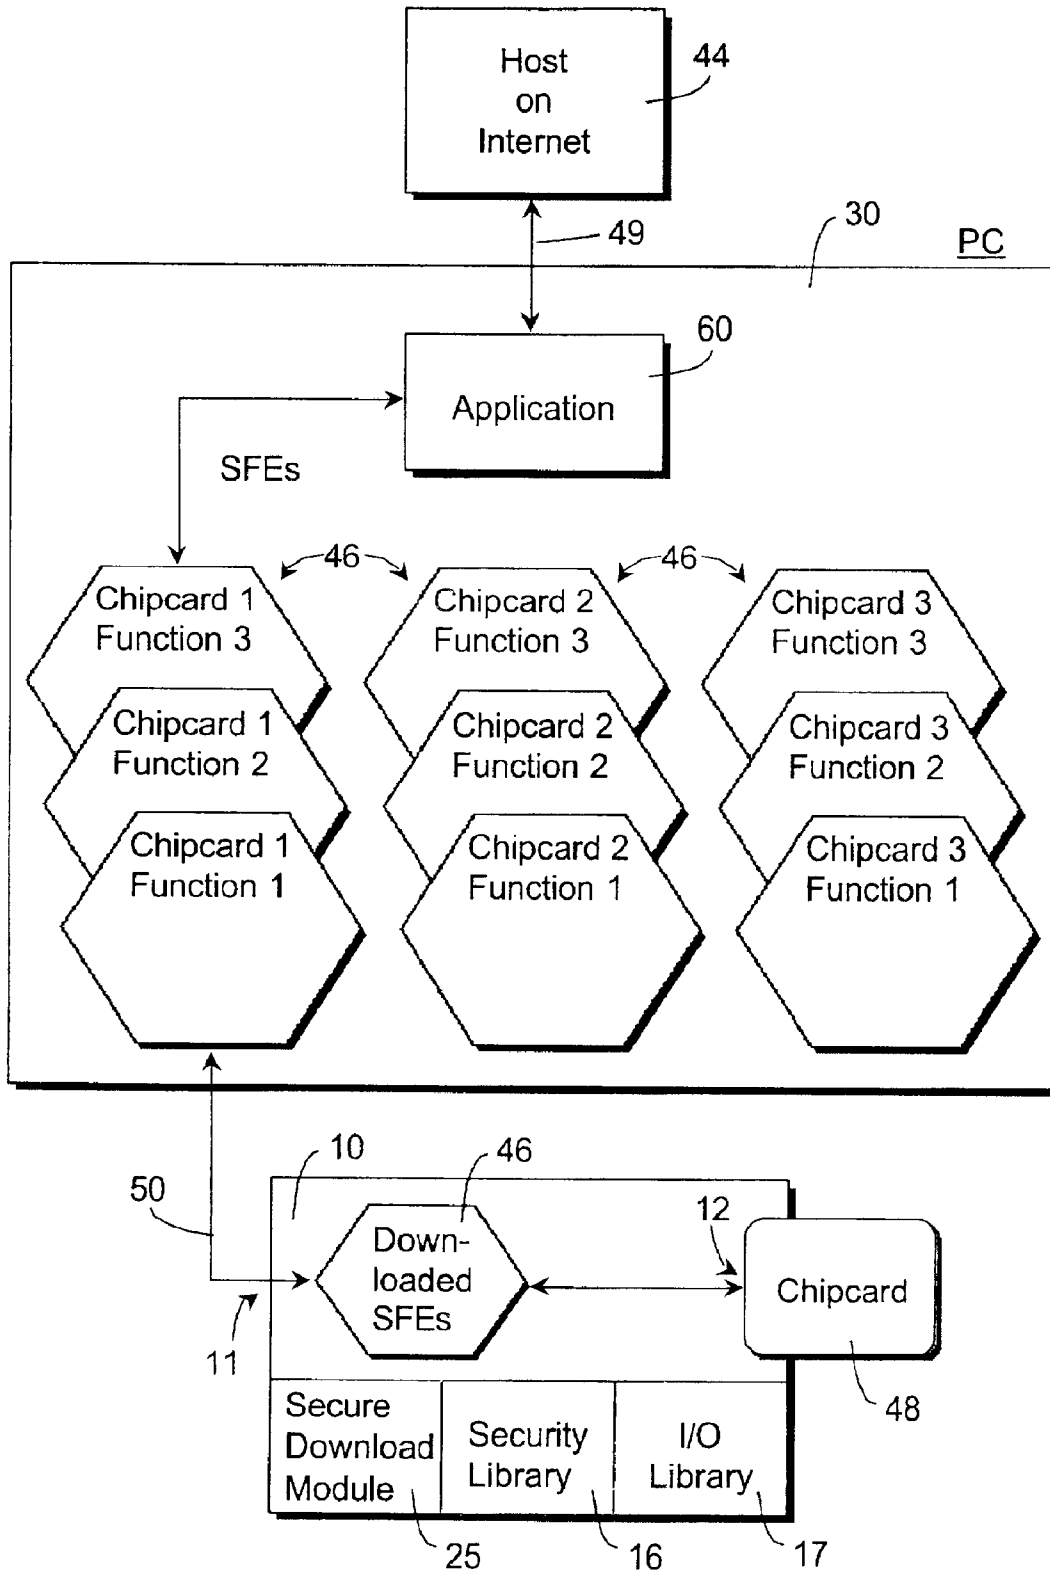 Host
on
Internet
44
49
30
PC
60
Application
SFEs
46
46
Chipcard 1
Function 3
Chipcard 2
Function 3
Chipcard 3
Function 3
Chipcard 1
Function 2
Chipcard 2
Function 2
Chipcard 3
Function 2
Chipcard 1
Function 1
Chipcard 2
Function 1
Chipcard 3
Function 1
10
46
50
12
Down-
loaded
SFEs
Chipcard
11
48
Secure
Download
Module
Security
Library
I/O
Library
25
16
17